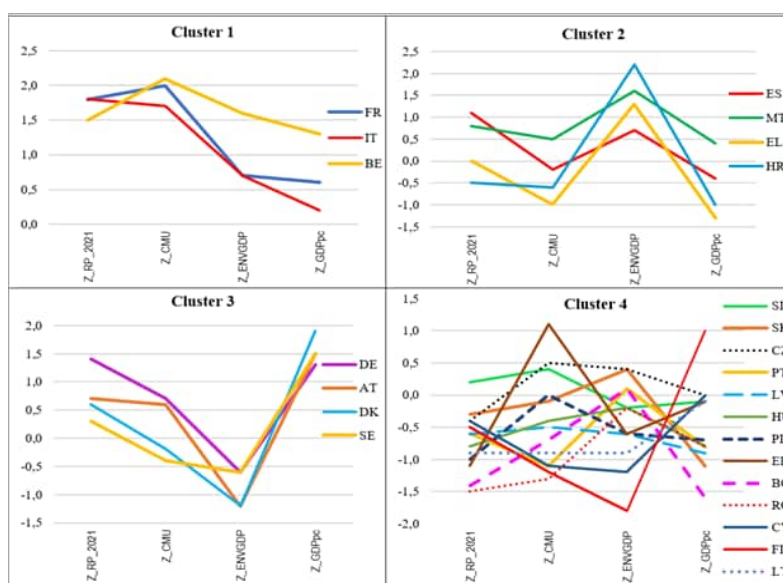 Cluster 1
2,5
2,0
1,5
1,0
0,5
0,0
FR
IT
BE
Z_RP_2021
Z_CMU
Z_ENVGDP
Z_GDPpc
Cluster 2
2,5
2,0
1,5
1,0
0,5
0,0
-0,5
-1,0
-1,5
ES
MT
EL
HR
Z_RP_2021
Z_CMU
Z_ENVGDP
Z_GDPpc
Cluster 3
2,0
1,5
1,0
0,5
0,0
-0,5
-1,0
-1,5
DE
AT
DK
SE
Z_RP_2021
Z_CMU
Z_ENVGDP
Z_GDPpc
Cluster 4
1,5
1,0
0,5
0,0
-0,5
-1,0
-1,5
-2,0
PT
Z_RP_2021
Z_CMU
Z_ENVGDP
Z_GDPpc